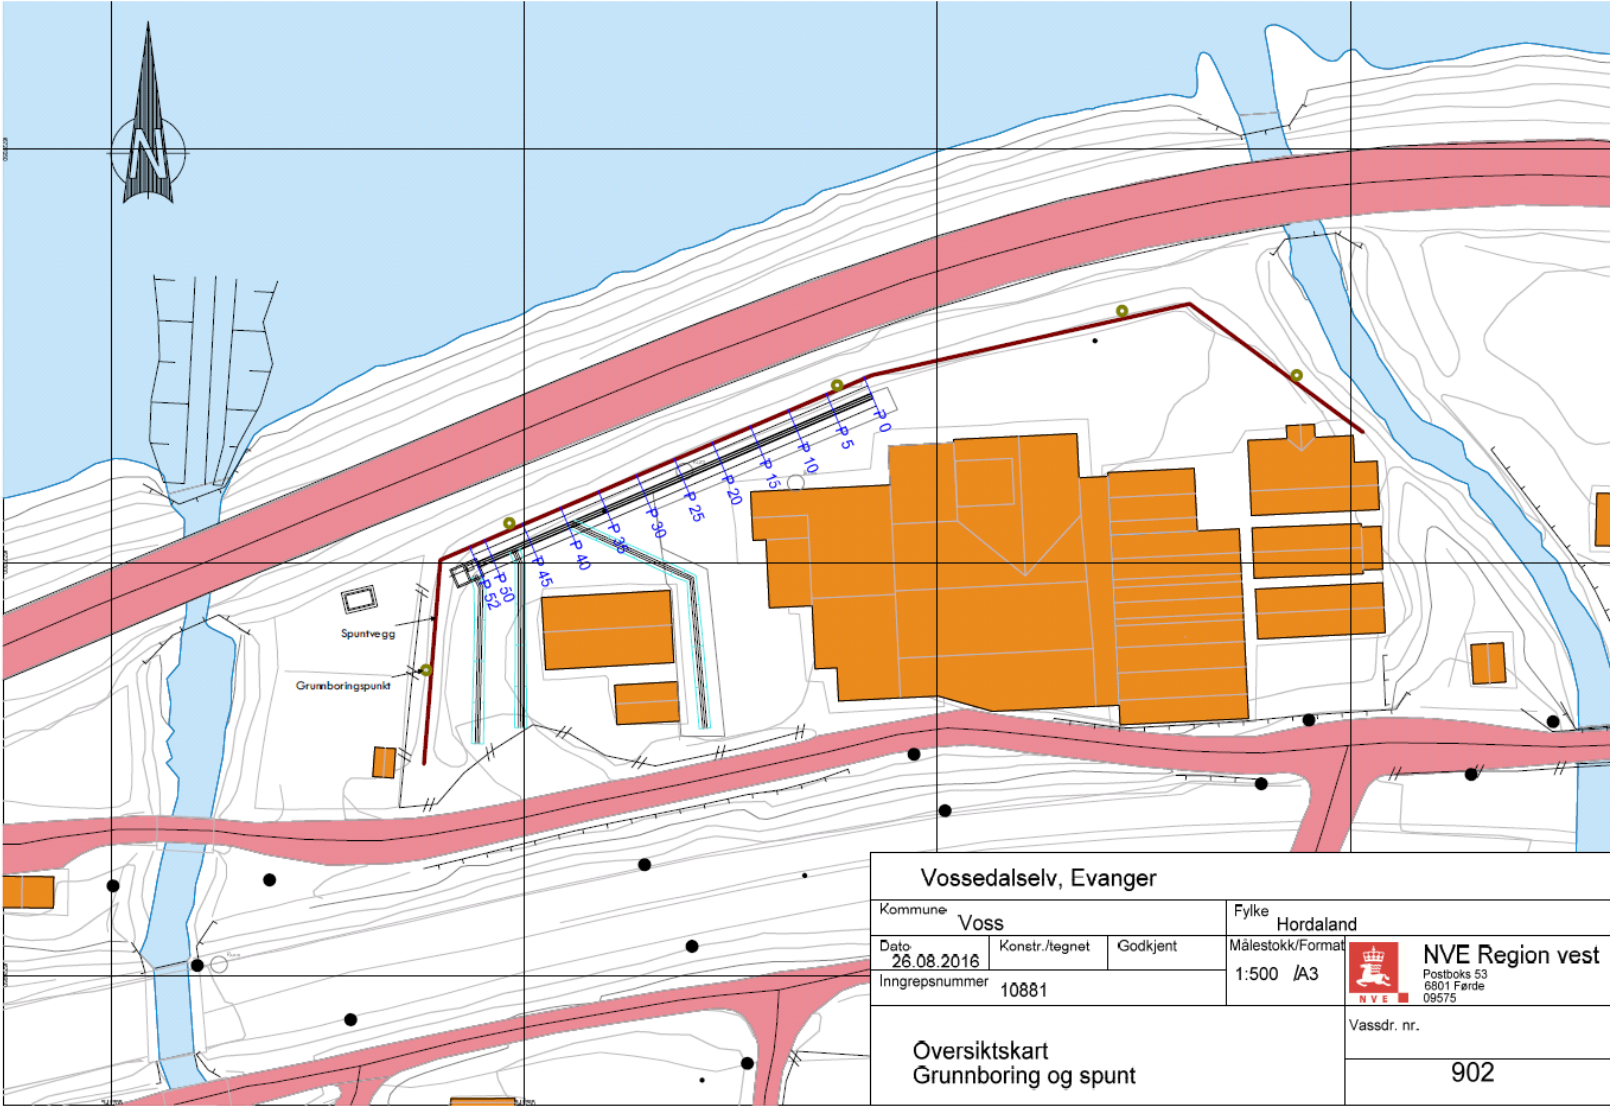 N
P 0
P 5
P 10
P 15
P 20
P 25
P 30
P 36
P 40
P 45
P 50
P 52
Spuntvegg
Grunnboringspunkt
Vossedalselv, Evanger
Kommune
Voss
Fylke
Hordaland
Dato
26.08.2016
Konstr./tegnet
Godkjent
Målestokk/Format
1:500 /A3
Inngrepsnummer
10881
NVE
NVE Region vest
Postboks 53
6801 Førde
09575
Vassdr. nr.
902
Oversiktskart
Grunnboring og spunt